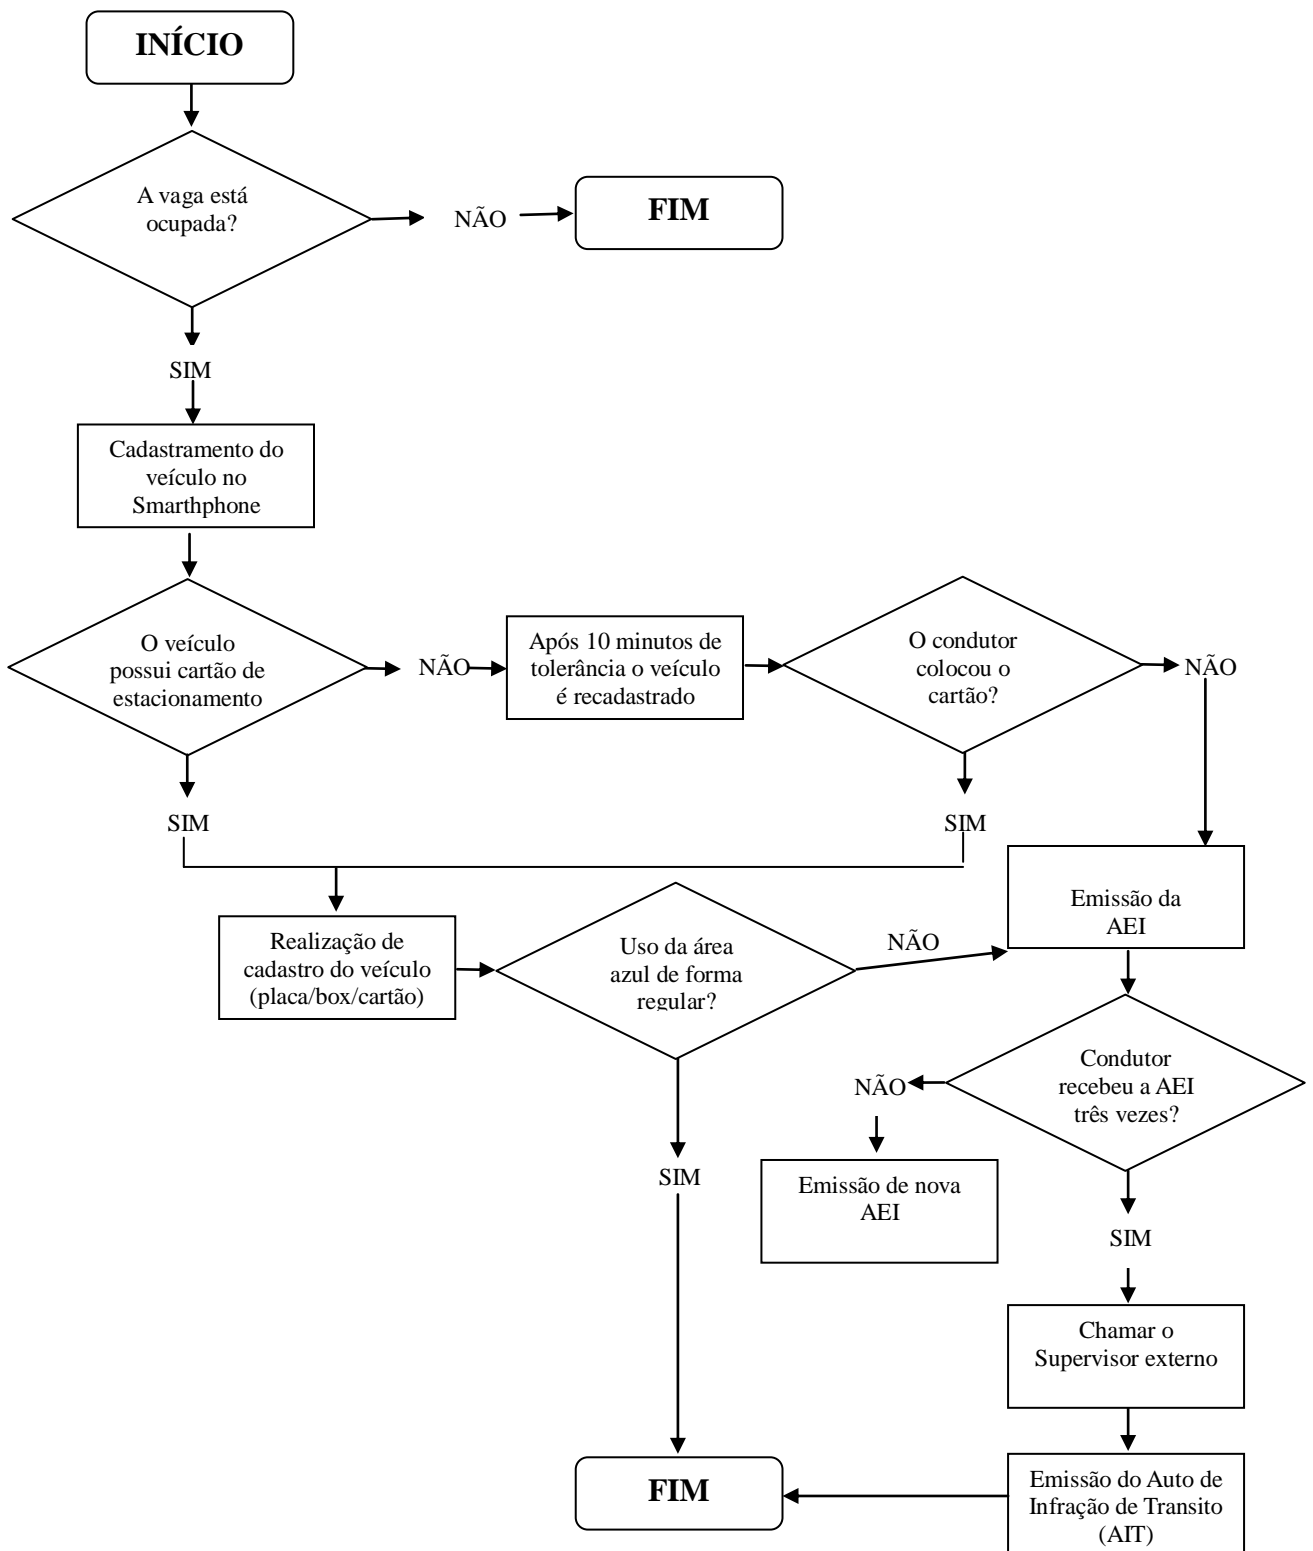 INÍCIO
A vaga está
ocupada?
NÃO
FIM
SIM
Cadastramento do
veículo no
Smarthphone
O veículo
possui cartão de
estacionamento
NÃO
Após 10 minutos de
tolerância o veículo
é recadastrado
O condutor
colocou o
cartão?
NÃO
SIM
SIM
Realização de
cadastro do veículo
(placa/box/cartão)
Uso da área
azul de forma
regular?
NÃO
Emissão da
AEI
Condutor
recebeu a AEI
três vezes?
NÃO
Emissão de nova
AEI
SIM
SIM
Chamar o
Supervisor externo
Emissão do Auto de
Infração de Transito
(AIT)
FIM